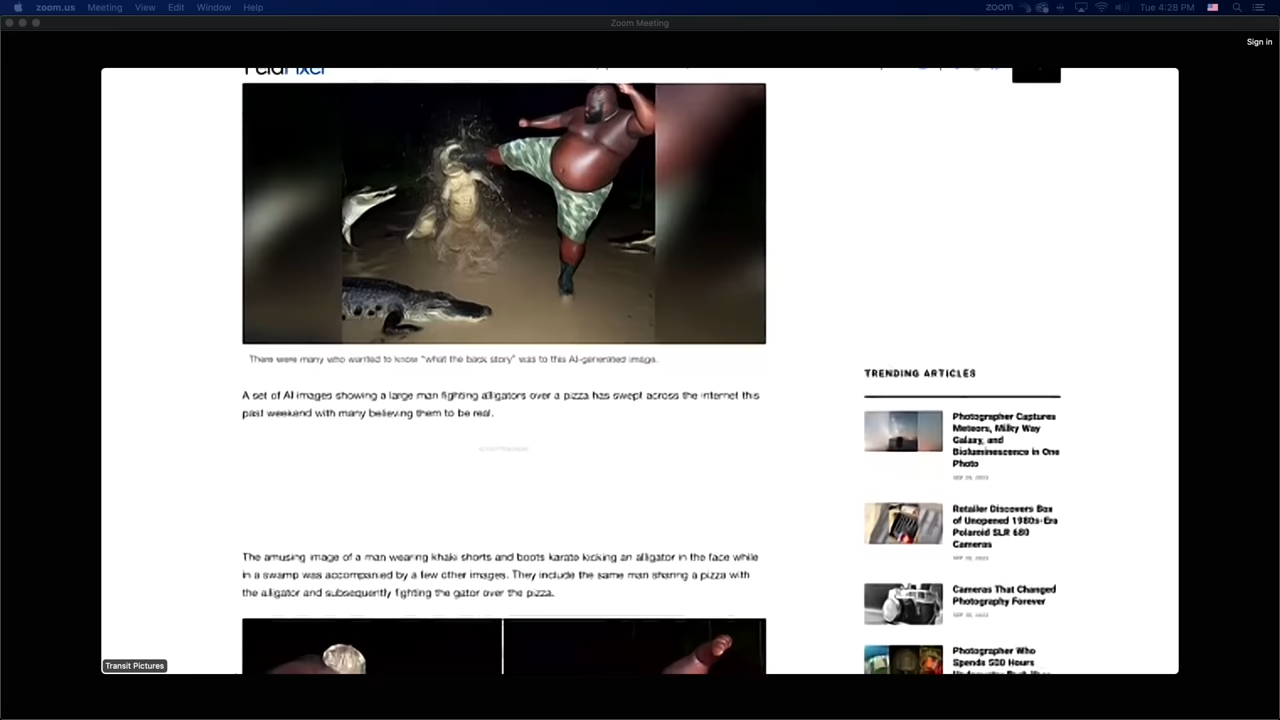 zoom.us Meeting View Edit Window Help zoom Tue 4:28 PM
Zoom Meeting
Sign in
There were many who wanted to know "what the back story" was to this AI-generated image.
A set of AI images showing a large man fighting alligators over a pizza has swept across the internet this
past weekend with many believing them to be real.
The amusing image of a man wearing khaki shorts and boots karate kicking an alligator in the face while
in a swamp was accompanied by a few other images. They include the same man sharing a pizza with
the alligator and subsequently fighting the gator over the pizza.
TRENDING ARTICLES
Photographer Captures
Meteors, Milky Way
Galaxy, and
Bioluminescence in One
Photo
Retailer Discovers Box
of Unopened 1980s-Era
Polaroid SLR 680
Cameras
Cameras That Changed
Photography Forever
Photographer Who
Spends 500 Hours
Transit Pictures